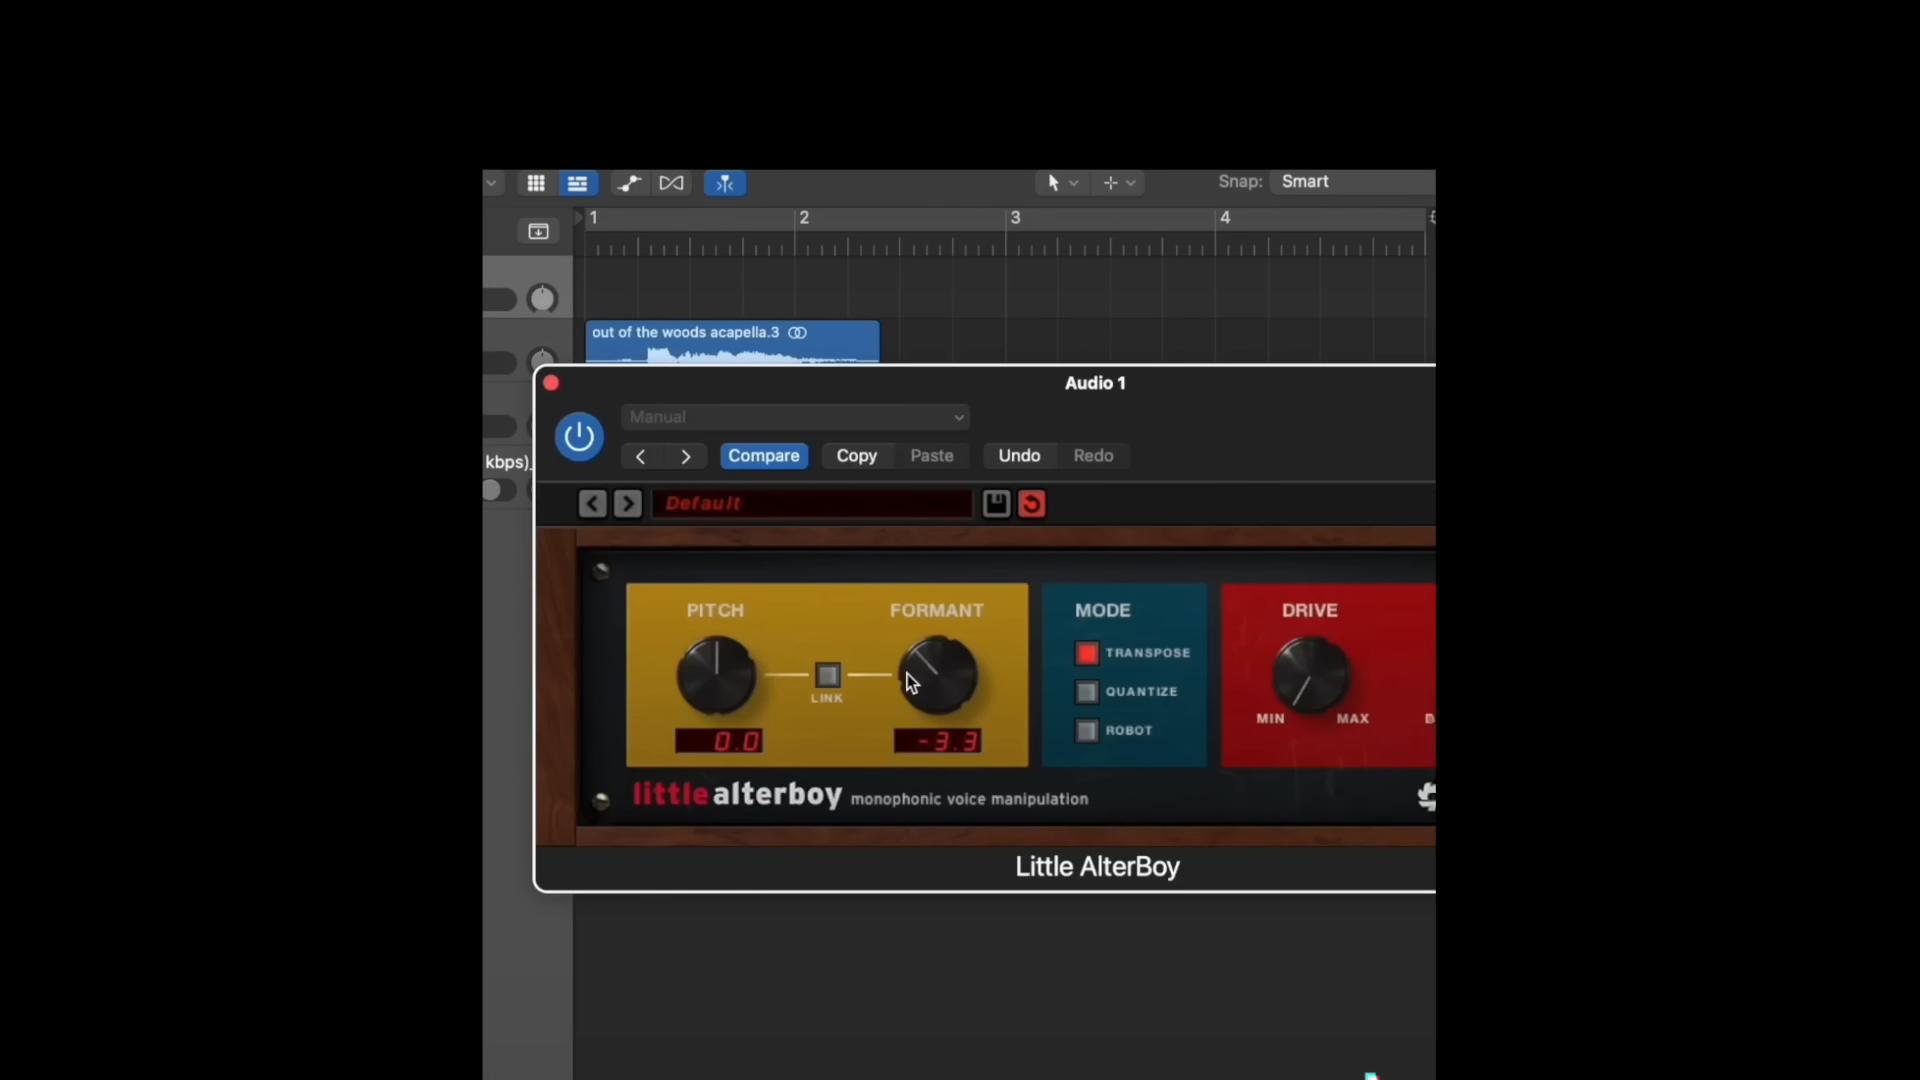 Snap: Smart
1 2 3 4
out of the woods acapella.3
Audio 1
Manual
Compare Copy Paste Undo Redo
kbps)_
Default
PITCH FORMANT MODE DRIVE
TRANSPOSE
LINK QUANTIZE
MIN MAX
ROBOT
0.0 -3.3
littlealterboy monophonic voice manipulation
Little AlterBoy